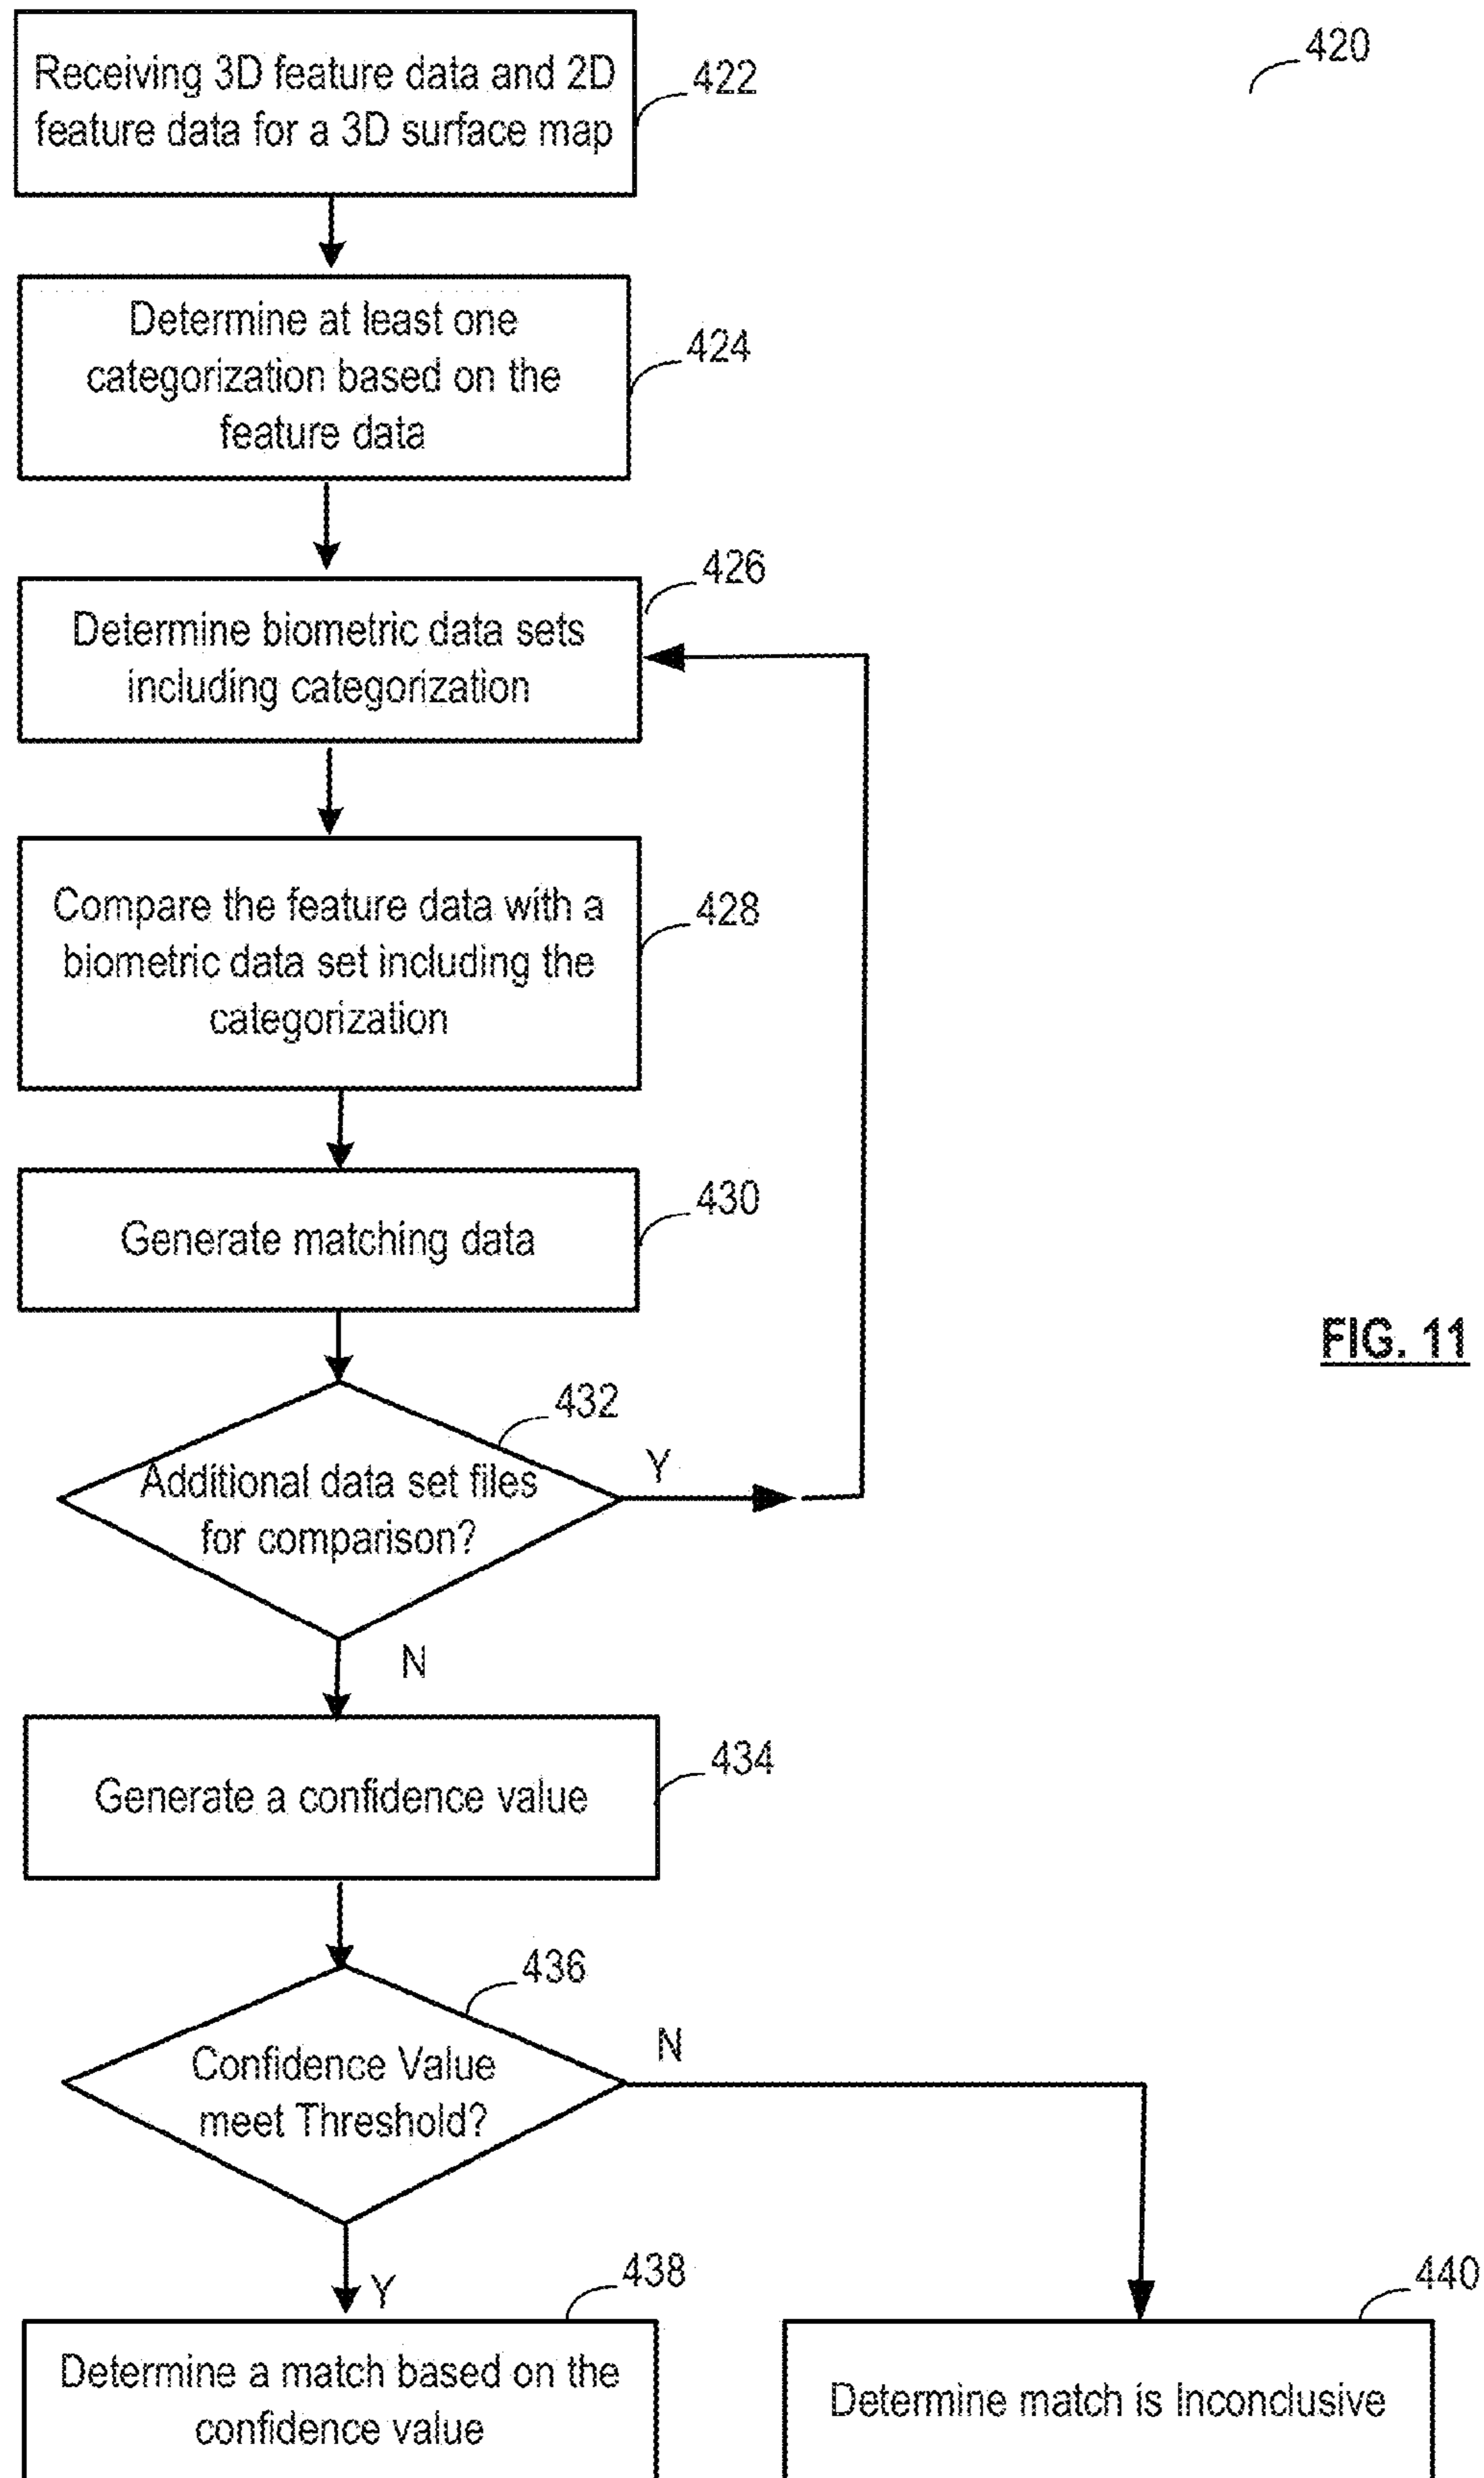 420
Receiving 3D feature data and 2D
feature data for a 3D surface map
422
Determine at least one
categorization based on the
feature data
424
426
Determine biometric data sets
including categorization
Compare the feature data with a
biometric data set including the
categorization
428
Generate matching data
430
FIG. 11
432
Additional data set files
for comparison?
Y
N
Generate a confidence value
434
436
Confidence Value
meet Threshold?
N
Y
438
Determine a match based on the
confidence value
440
Determine match is Inconclusive